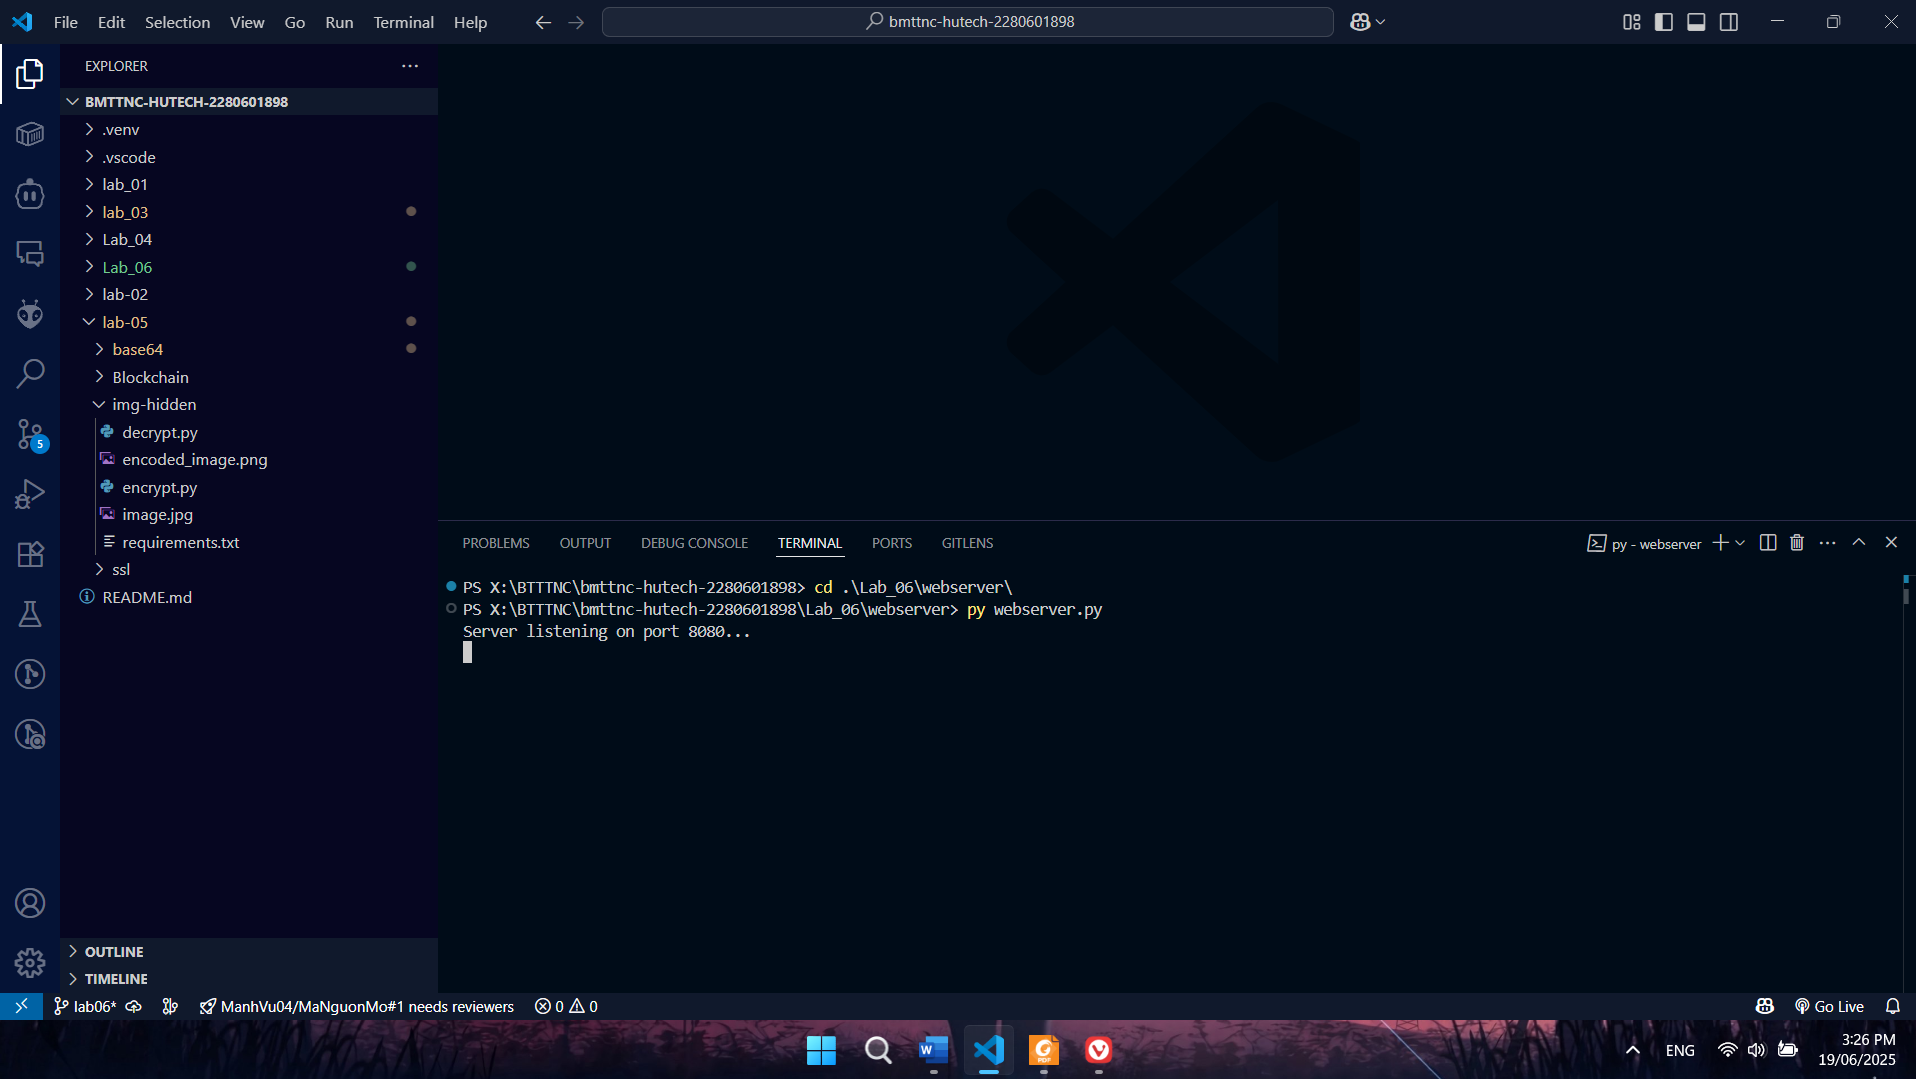 File Edit Selection View Go Run Terminal Help
bmttnc-hutech-2280601898
EXPLORER
BMTTNC-HUTECH-2280601898
.venv
.vscode
lab_01
lab_03
Lab_04
Lab_06
lab-02
lab-05
base64
Blockchain
img-hidden
decrypt.py
encoded_image.png
encrypt.py
image.jpg
requirements.txt
ssl
README.md
OUTLINE
TIMELINE
5
PROBLEMS OUTPUT DEBUG CONSOLE TERMINAL PORTS GITLENS
py - webserver
PS X:\BTTTNC\bmttnc-hutech-2280601898> cd .\Lab_06\webserver\
PS X:\BTTTNC\bmttnc-hutech-2280601898\Lab_06\webserver> py webserver.py
Server listening on port 8080...
lab06* ManhVu04/MaNguonMo#1 needs reviewers 0 0
Go Live
W
PDF
ENG
3:26 PM
19/06/2025